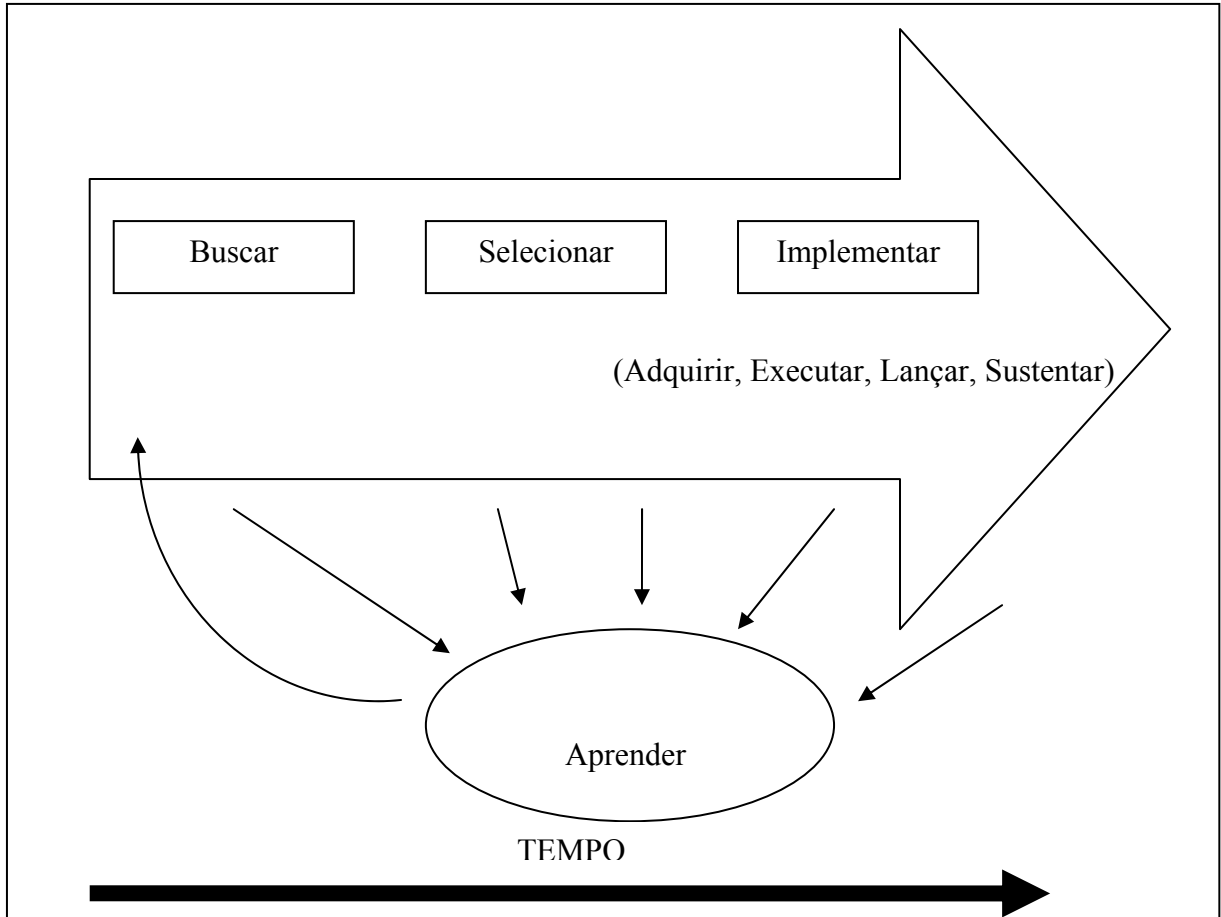 Buscar
Selecionar
Implementar
(Adquirir, Executar, Lançar, Sustentar)
Aprender
TEMPO